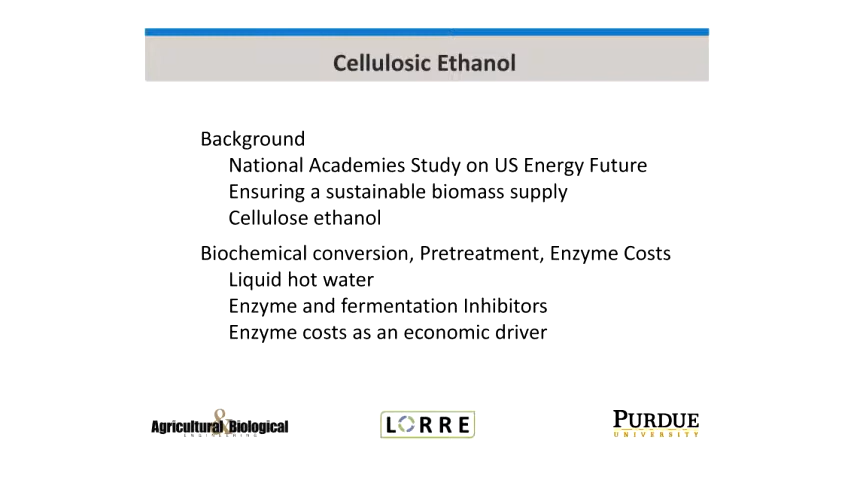 Cellulosic Ethanol
Background
National Academies Study on US Energy Future
Ensuring a sustainable biomass supply
Cellulose ethanol
Biochemical conversion, Pretreatment, Enzyme Costs
Liquid hot water
Enzyme and fermentation Inhibitors
Enzyme costs as an economic driver
Agricultural & Biological
ENGINEERING
LORRE
PURDUE
UNIVERSITY